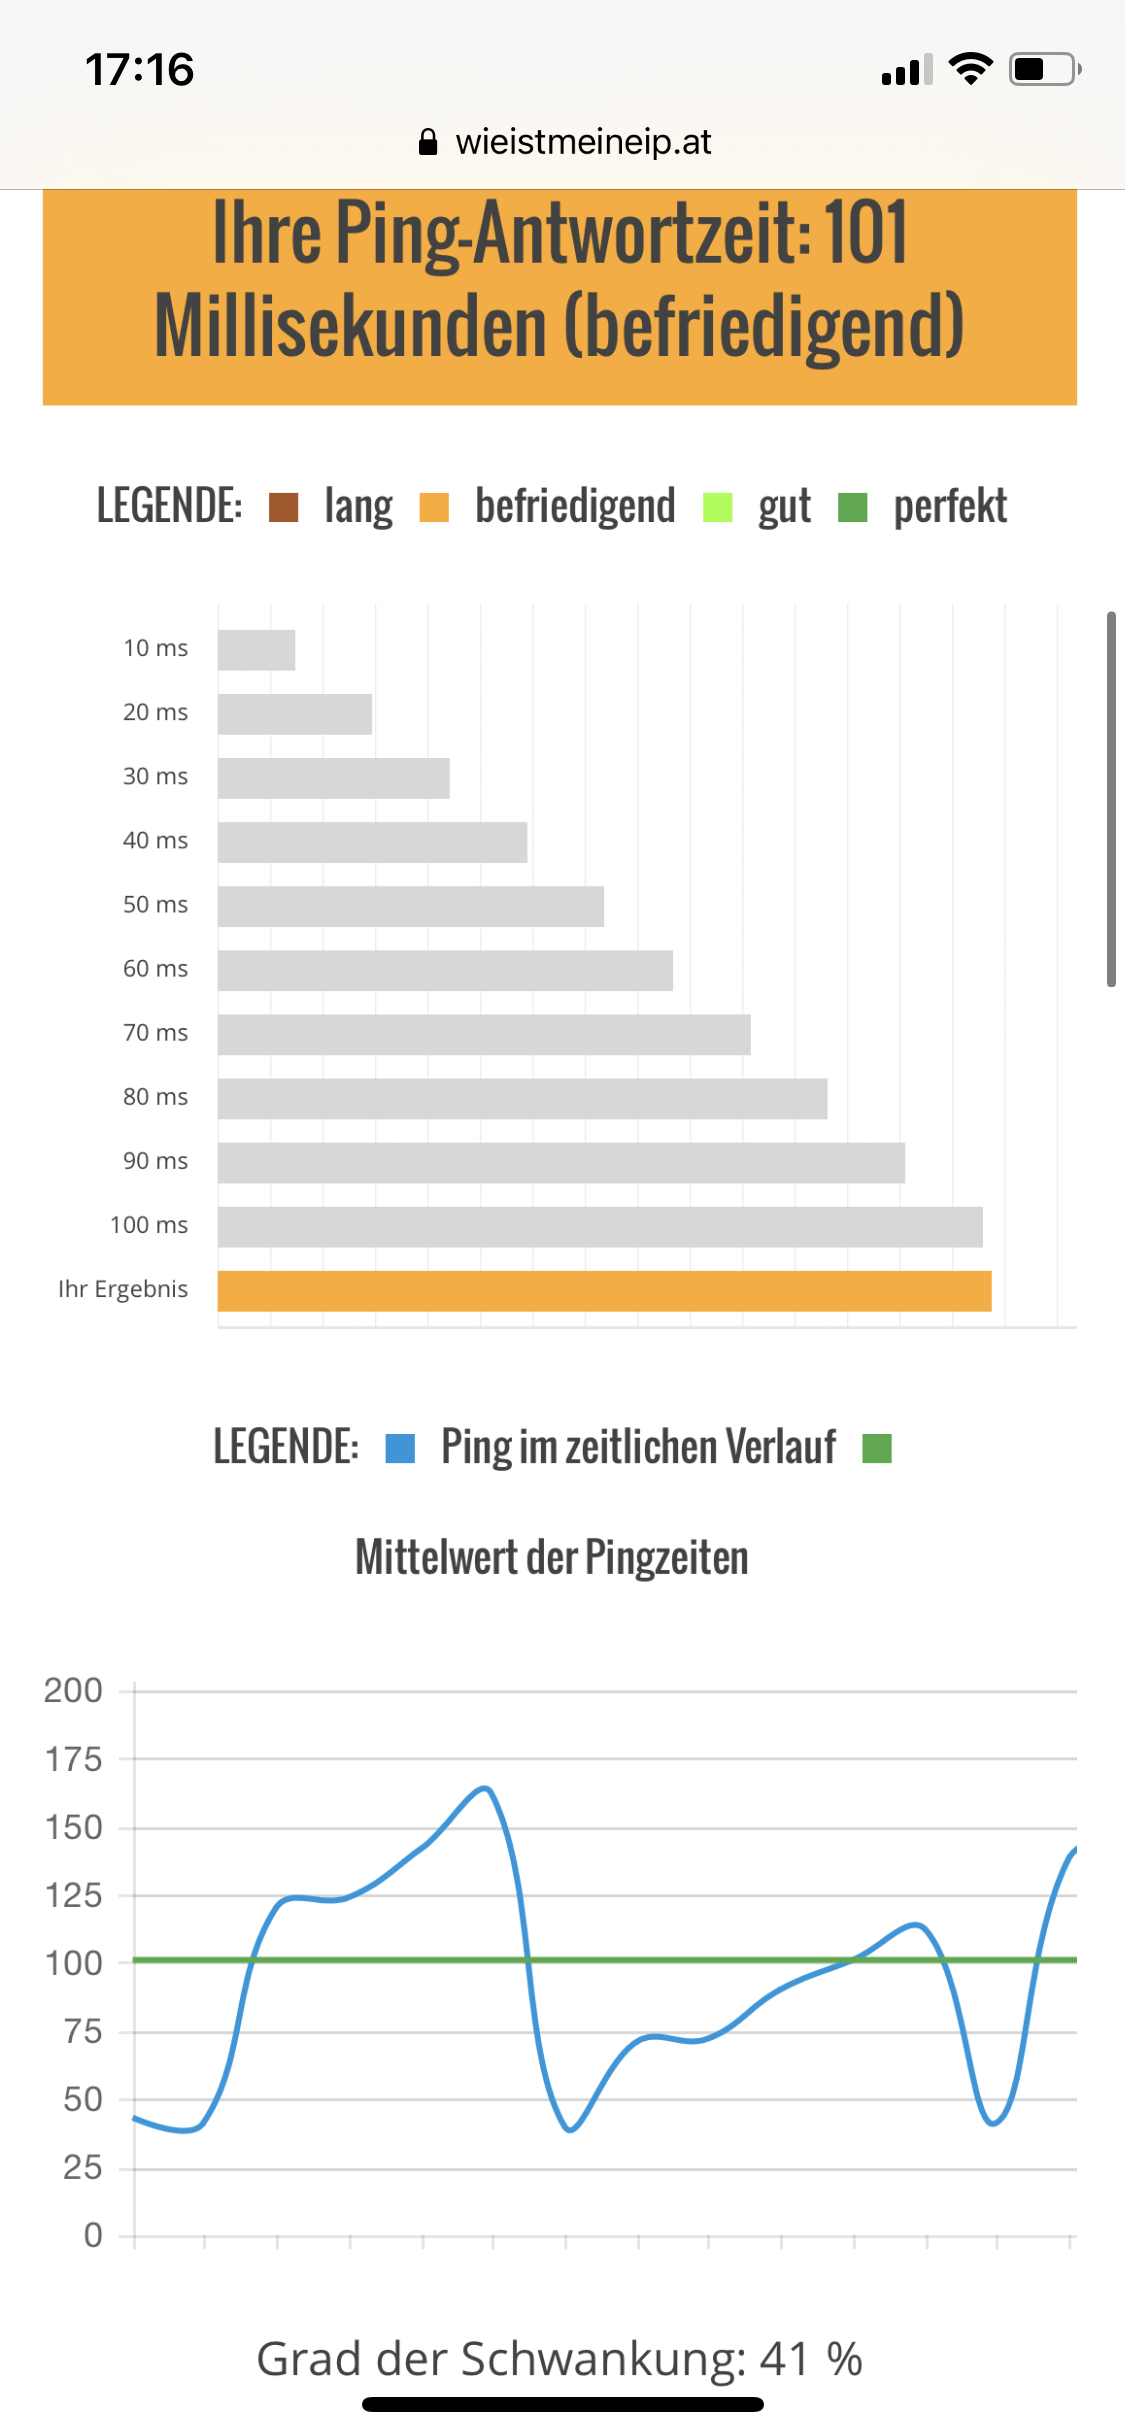 17:16
wieistmeineip.at
Ihre Ping-Antwortzeit: 101
Millisekunden (befriedigend)
LEGENDE: lang befriedigend gut perfekt
10 ms
20 ms
30 ms
40 ms
50 ms
60 ms
70 ms
80 ms
90 ms
100 ms
Ihr Ergebnis
LEGENDE: Ping im zeitlichen Verlauf
Mittelwert der Pingzeiten
200
175
150
125
100
75
50
25
0
Grad der Schwankung: 41 %